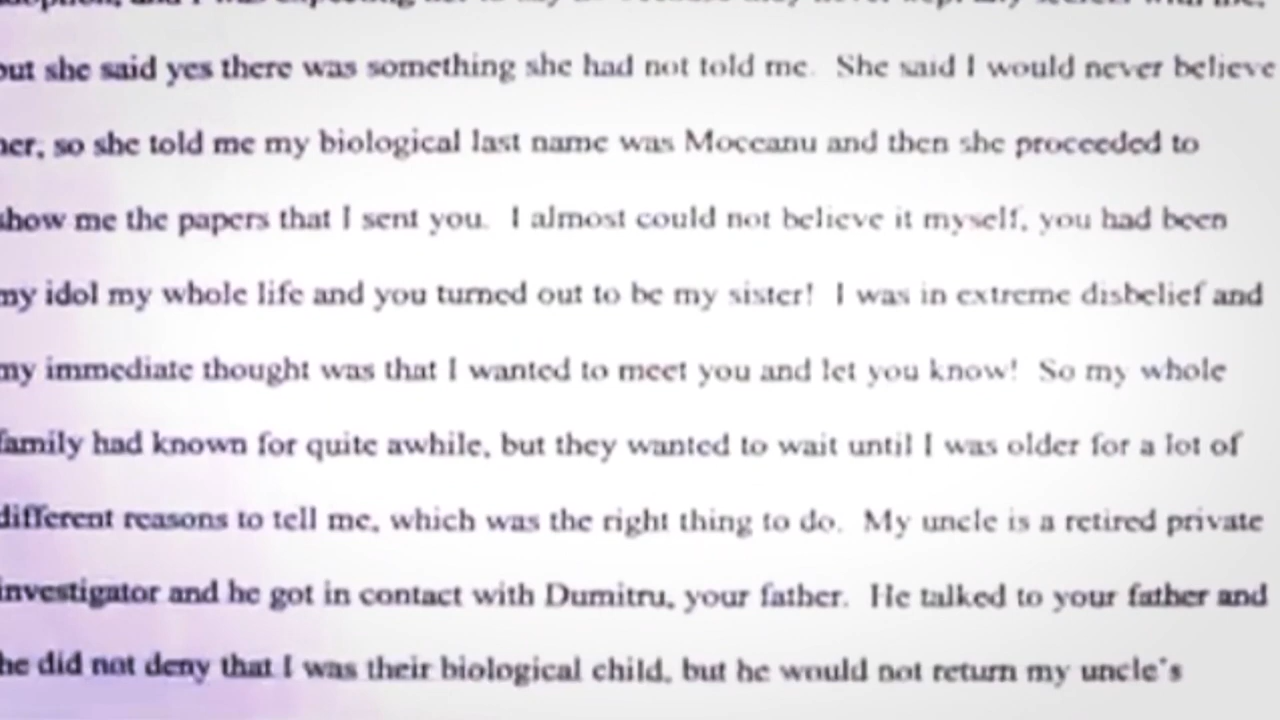 but she said yes there was something she had not told me. She said I would never believe
her, so she told me my biological last name was Moceanu and then she proceeded to
show me the papers that I sent you. I almost could not believe it myself, you had been
my idol my whole life and you turned out to be my sister! I was in extreme disbelief and
my immediate thought was that I wanted to meet you and let you know! So my whole
family had known for quite awhile, but they wanted to wait until I was older for a lot of
different reasons to tell me, which was the right thing to do. My uncle is a retired private
investigator and he got in contact with Dumitru, your father. He talked to your father and
he did not deny that I was their biological child, but he would not return my uncle's